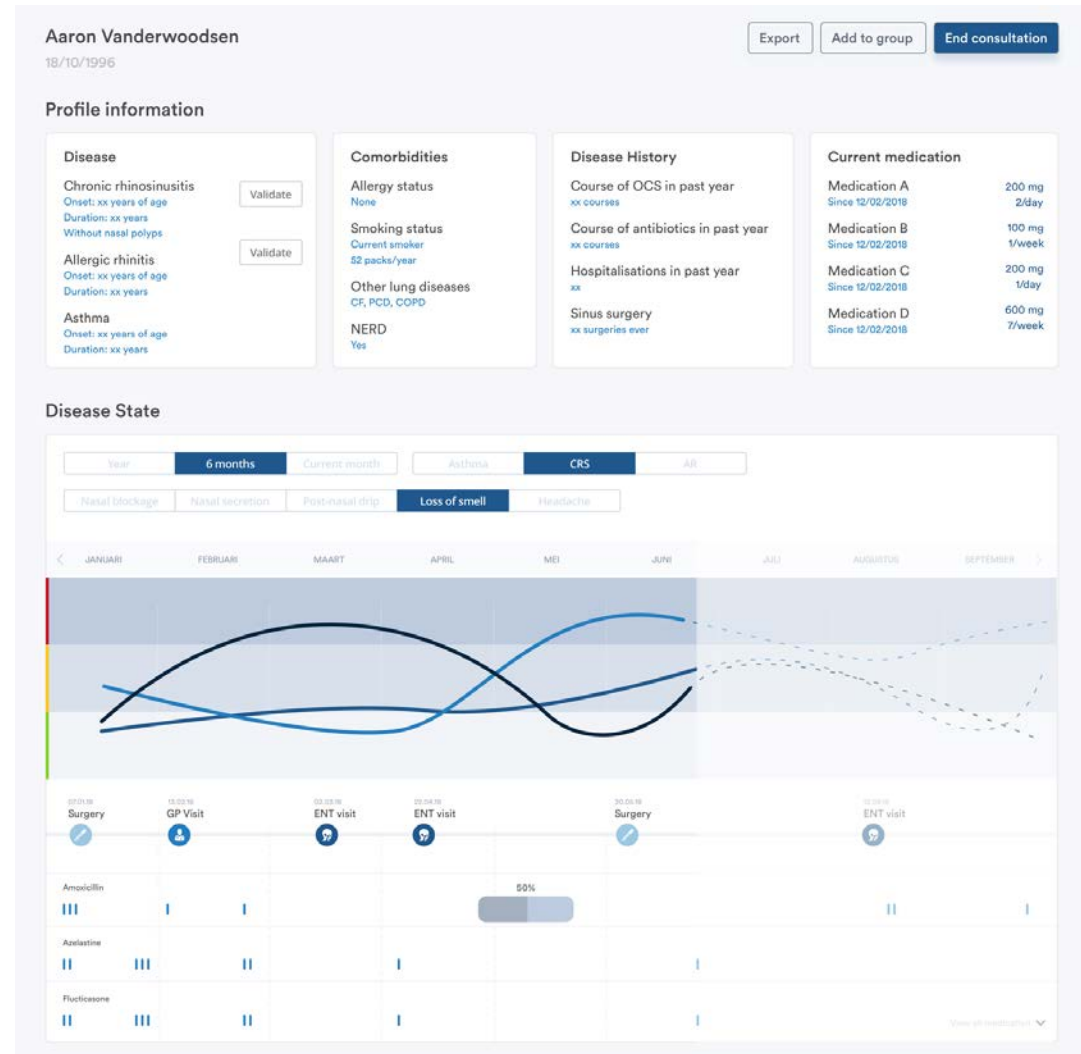 Aaron Vanderwoodsen
18/10/1996
Export
Add to group
End consultation
Profile information
Disease
Chronic rhinosinusitis
Onset: xx years of age
Duration: xx years
Without nasal polyps
Validate
Allergic rhinitis
Onset: xx years of age
Duration: xx years
Validate
Asthma
Onset: xx years of age
Duration: xx years
Comorbidities
Allergy status
None
Smoking status
Current smoker
52 packs/year
Other lung diseases
CF, PCD, COPD
NERD
Yes
Disease History
Course of OCS in past year
xx courses
Course of antibiotics in past year
xx courses
Hospitalisations in past year
xx
Sinus surgery
xx surgeries ever
Current medication
Medication A 200 mg
Since 12/02/2018 2/day
Medication B 100 mg
Since 12/02/2018 1/week
Medication C 200 mg
Since 12/02/2018 1/day
Medication D 600 mg
Since 12/02/2018 7/week
Disease State
Year 6 months Current month Asthma CRS AR
Nasal blockage Nasal secretion Post-nasal drip Loss of smell Headache
JANUARI FEBRUARI MAART APRIL MEI JUNI JULI AUGUSTUS SEPTEMBER
Surgery GP Visit ENT visit ENT visit Surgery ENT visit
Amoxicillin
50%
Azelastine
Flucticasone
View all medication